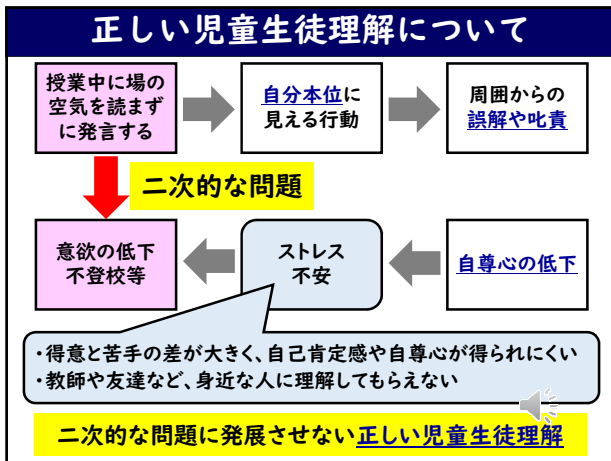 正しい児童生徒理解について
授業中に場の
空気を読まず
に発言する
自分本位に
見える行動
周囲からの
誤解や叱責
二次的な問題
意欲の低下
不登校等
ストレス
不安
自尊心の低下
・得意と苦手の差が大きく、自己肯定感や自尊心が得られにくい
・教師や友達など、身近な人に理解してもらえない
二次的な問題に発展させない正しい児童生徒理解